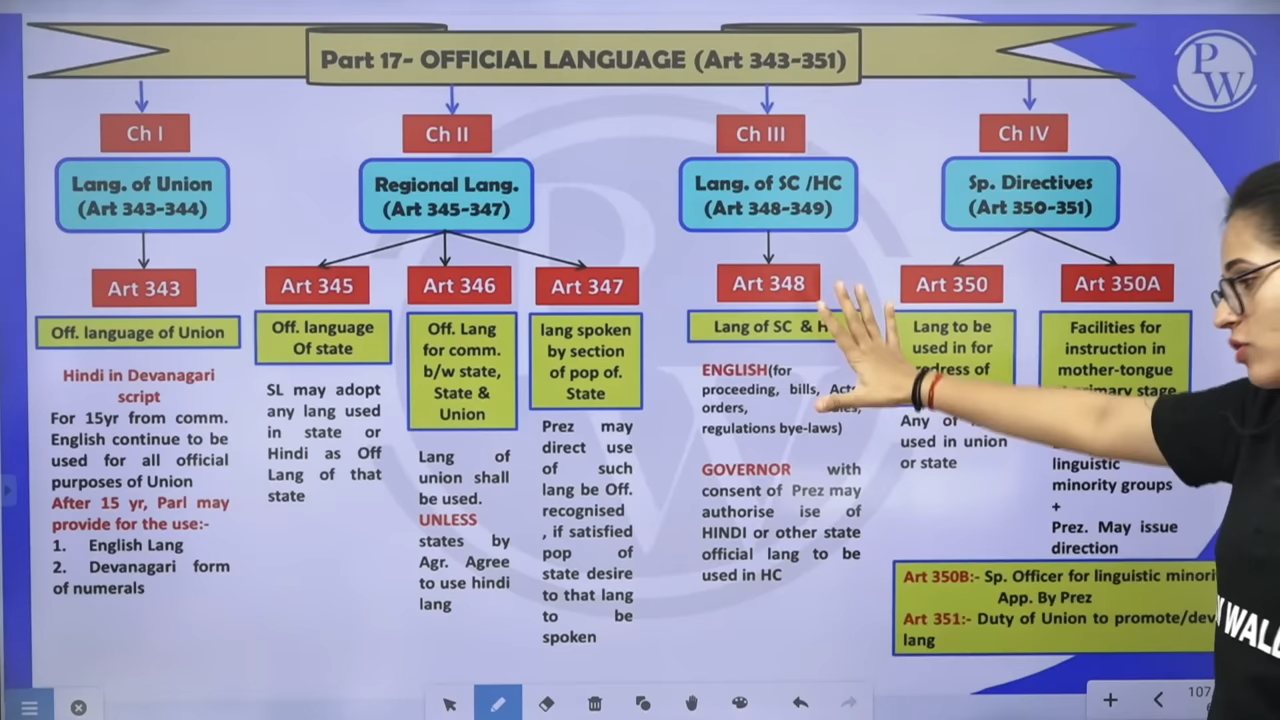 Part 17- OFFICIAL LANGUAGE (Art 343-351)
PW
Ch I
Lang. of Union
(Art 343-344)
Art 343
Off. language of Union
Hindi in Devanagari
script
For 15yr from comm.
English continue to be
used for all official
purposes of Union
After 15 yr, Parl may
provide for the use:-
1. English Lang
2. Devanagari form
of numerals
Ch II
Regional Lang.
(Art 345-347)
Art 345
Off. language
Of state
SL may adopt
any lang used
in state or
Hindi as Off
Lang of that
state
Art 346
Off. Lang
for comm.
b/w state,
State &
Union
Lang of
union shall
be used.
UNLESS
states by
Agr. Agree
to use hindi
lang
Art 347
lang spoken
by section
of pop of.
State
Prez may
direct use
of such
lang be Off.
recognised
, if satisfied
pop of
state desire
to that lang
to be
spoken
Ch III
Lang. of SC /HC
(Art 348-349)
Art 348
Lang of SC &
ENGLISH(for
proceeding, bills,
orders,
regulations bye-laws)
GOVERNOR with
consent of Prez may
authorise ise of
HINDI or other state
official lang to be
used in HC
Ch IV
Sp. Directives
(Art 350-351)
Art 350
Lang to be
used in for
of
Any of
used in union
or state
Art 350A
Facilities for
instruction in
mother-tongue
stage
linguistic
minority groups
+
Prez. May issue
direction
Art 350B:- Sp. Officer for linguistic
App. By Prez
Art 351:- Duty of Union to
lang
WALL
107